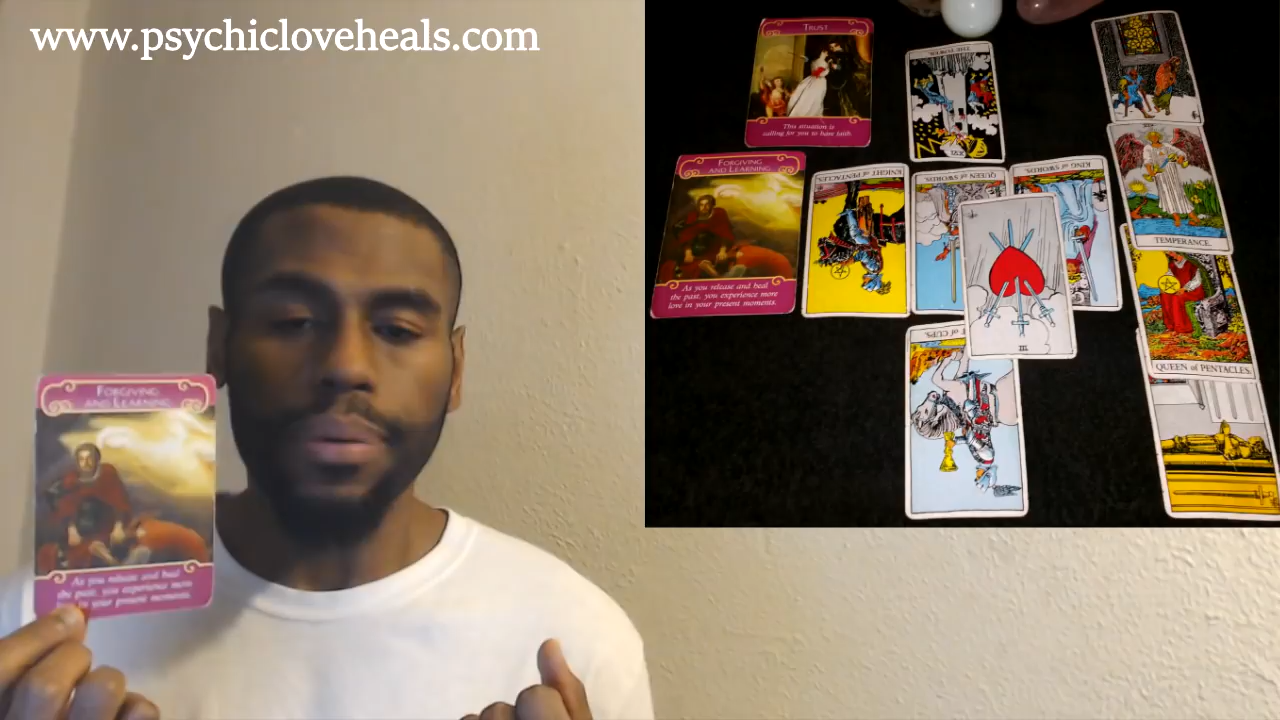 www.psychicloveheals.com
FORGIVING
AND LEARNING
As you release and heal
the past, you experience more
in your present moments.
TRUST
This situation is
calling for you to have faith.
FORGIVING
AND LEARNING
As you release and heal
the past, you experience more
love in your present moments.
THE TOWER.
XVI
KNIGHT of PENTACLES.
QUEEN of SWORDS.
KING of SWORDS.
III
OF CUPS.
TEMPERANCE.
QUEEN of PENTACLES.